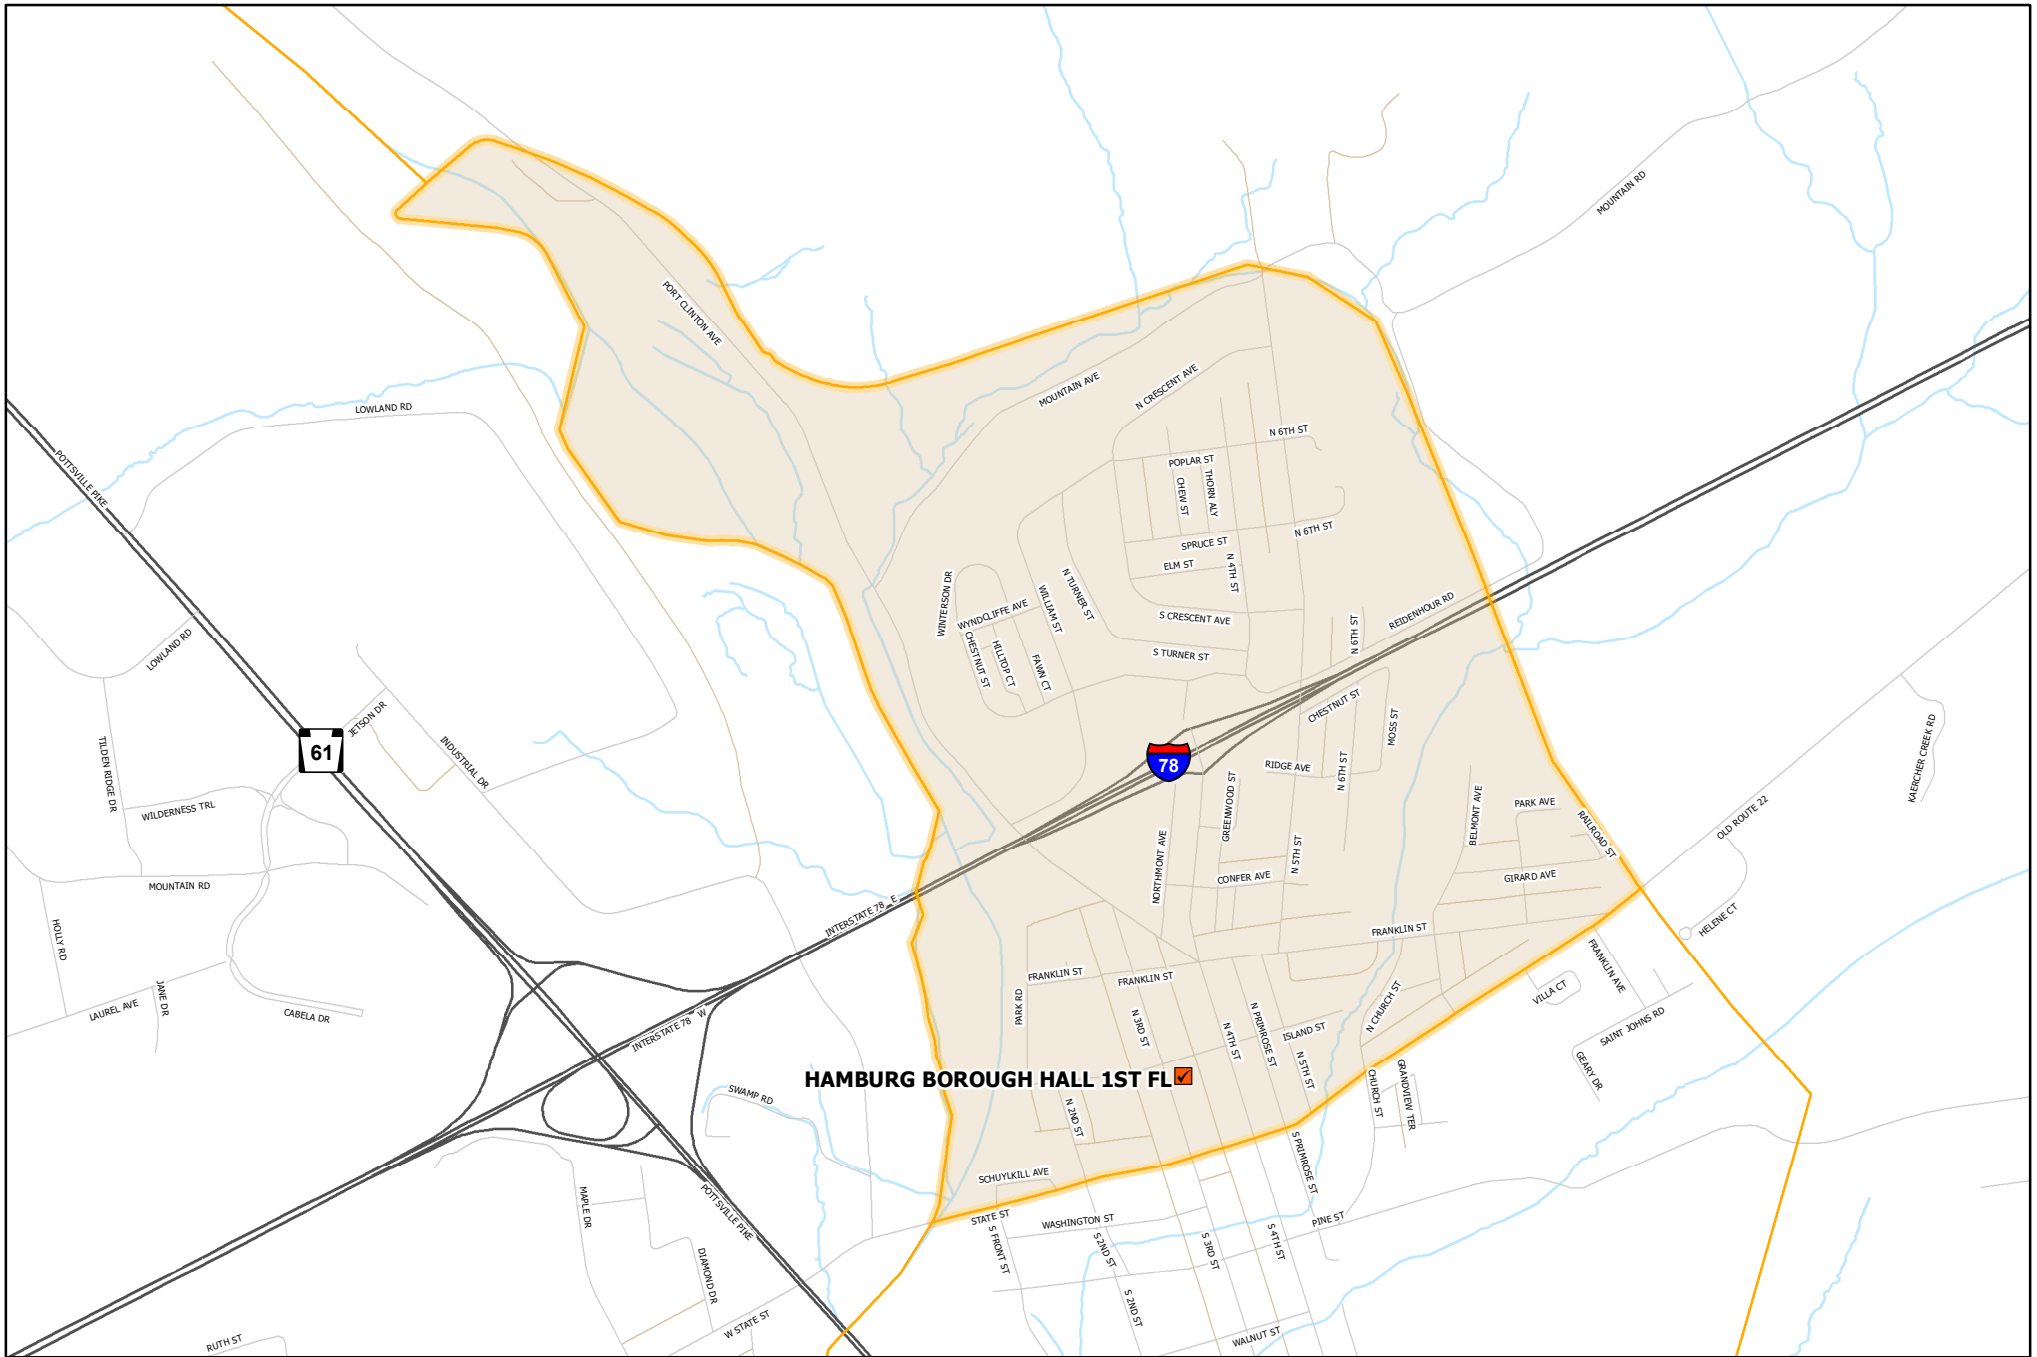 MOUNTAIN RD
PORT CLINTON AVE
MOUNTAIN AVE
N CRESCENT AVE
LOWLAND RD
N 6TH ST
POTTSVILLE PIKE
POPLAR ST
CHEW ST
THORN ALY
N 6TH ST
SPRUCE ST
ELM ST
N 4TH ST
N TURNER ST
WILLIAM ST
WINTERSON DR
WYNDCLIFFE AVE
S CRESCENT AVE
REIDENHOUR RD
N 6TH ST
LOWLAND RD
CHESTNUT ST
HILLTOP CT
FAWN CT
S TURNER ST
JETSON DR
CHESTNUT ST
MOSS ST
61
78
INDUSTRIAL DR
TILDEN RIDGE DR
WILDERNESS TRL
RIDGE AVE
N 6TH ST
GREENWOOD ST
KAERCHER CREEK RD
BELMONT AVE
PARK AVE
RAILROAD ST
OLD ROUTE 22
NORTHMONT AVE
N 5TH ST
MOUNTAIN RD
CONFER AVE
GIRARD AVE
INTERSTATE 78 E
HOLLY RD
FRANKLIN ST
HELENE CT
FRANKLIN ST
FRANKLIN ST
FRANKLIN AVE
VILLA CT
JANE DR
LAUREL AVE
CABELA DR
PARK RD
N CHURCH ST
INTERSTATE 78 W
N 3RD ST
N 4TH ST
N PRIMROSE ST
ISLAND ST
SAINT JOHNS RD
N 5TH ST
GEARY DR
HAMBURG BOROUGH HALL 1ST FL
SWAMP RD
CHURCH ST
GRANDVIEW TER
N 2ND ST
S PRIMROSE ST
SCHUYLKILL AVE
MAPLE DR
POTTSVILLE PIKE
STATE ST
WASHINGTON ST
PINE ST
S FRONT ST
S 2ND ST
S 3RD ST
S 4TH ST
DIAMOND DR
S 2ND ST
W STATE ST
WALNUT ST
RUTH ST